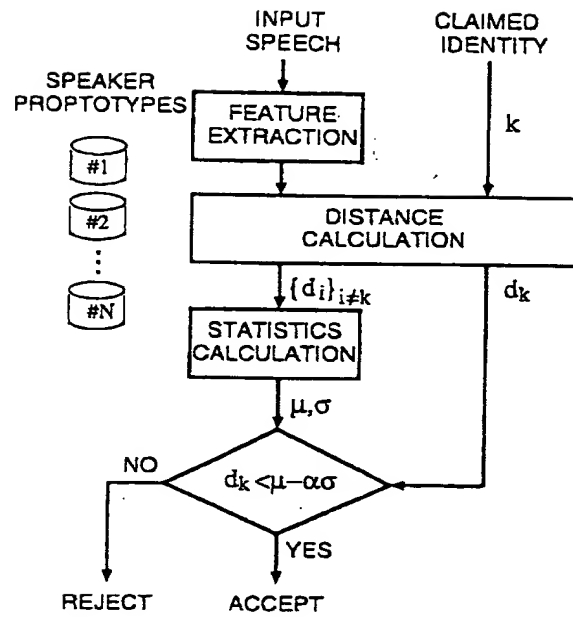 INPUT
SPEECH
CLAIMED
IDENTITY
SPEAKER
PROPTOTYPES
#1
#2
#N
FEATURE
EXTRACTION
k
DISTANCE
CALCULATION
{d_i}_{i≠k}
d_k
STATISTICS
CALCULATION
μ,σ
d_k<μ−ασ
NO
YES
REJECT
ACCEPT